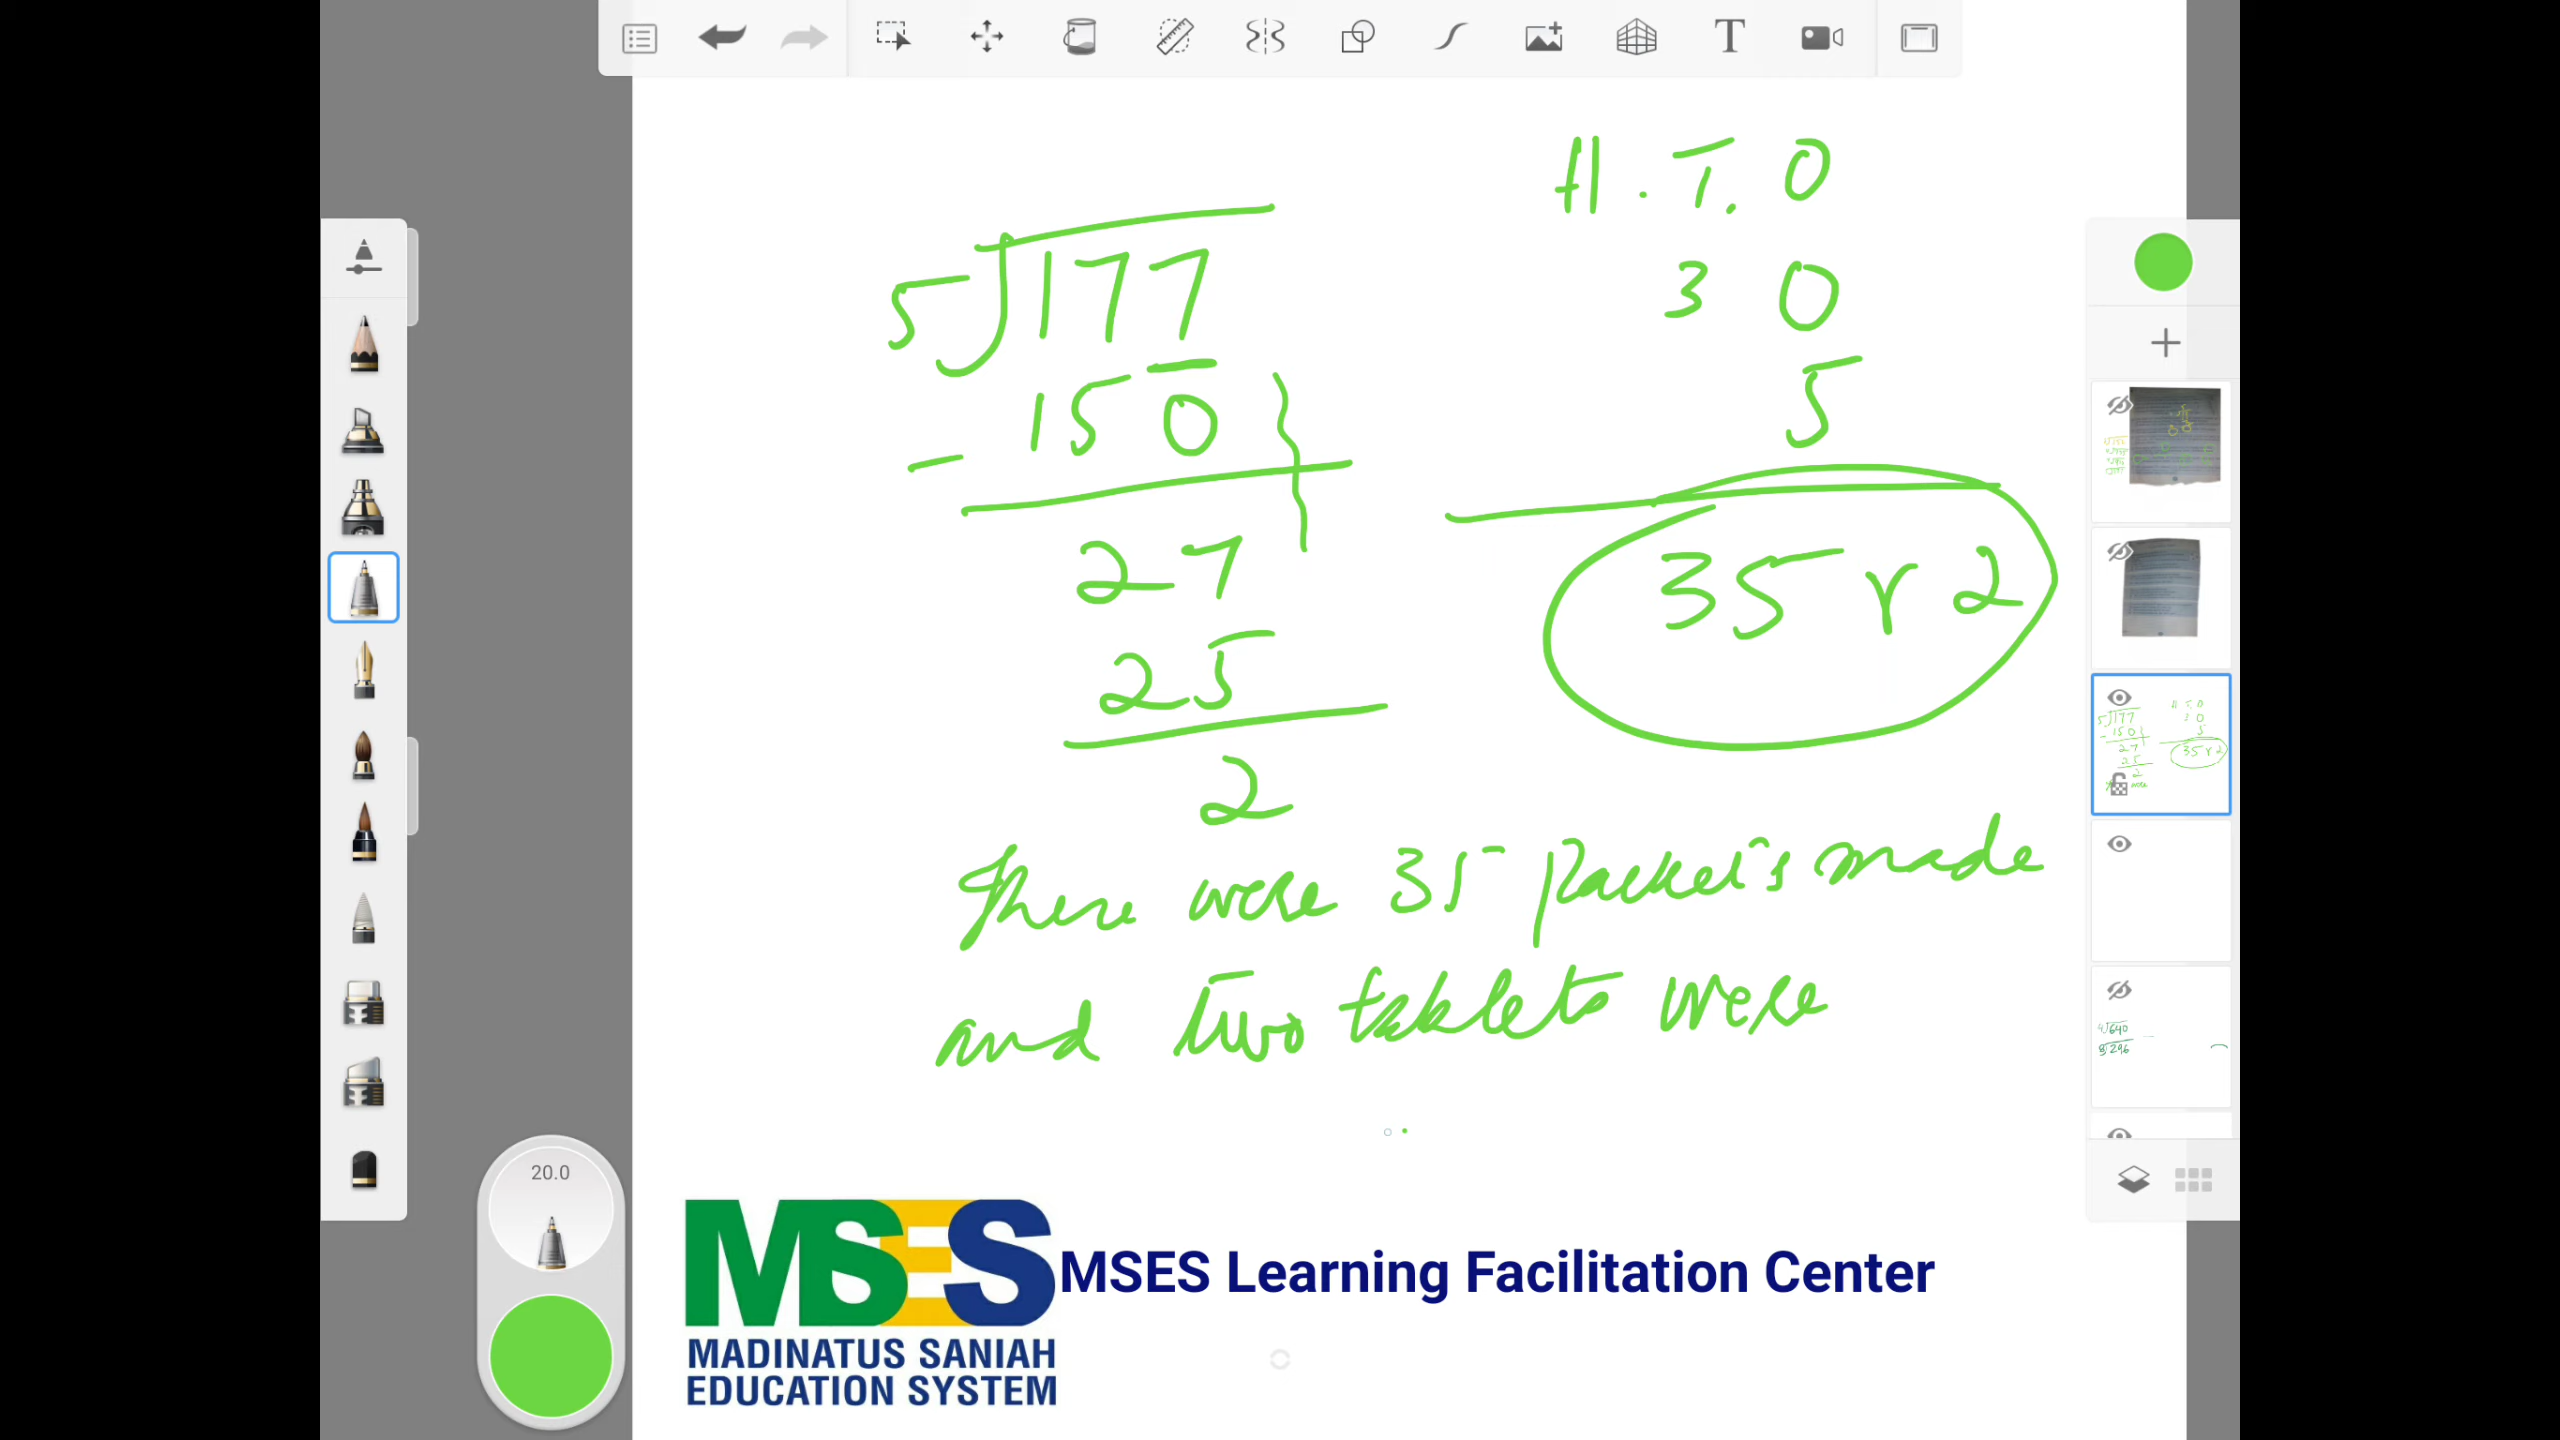 H. T. O
5)177
3 0
- 150
5
27
35 r 2
25
2
There were 35 packets made
and two tablets were
20.0
MSES
MSES Learning Facilitation Center
MADINATUS SANIAH
EDUCATION SYSTEM